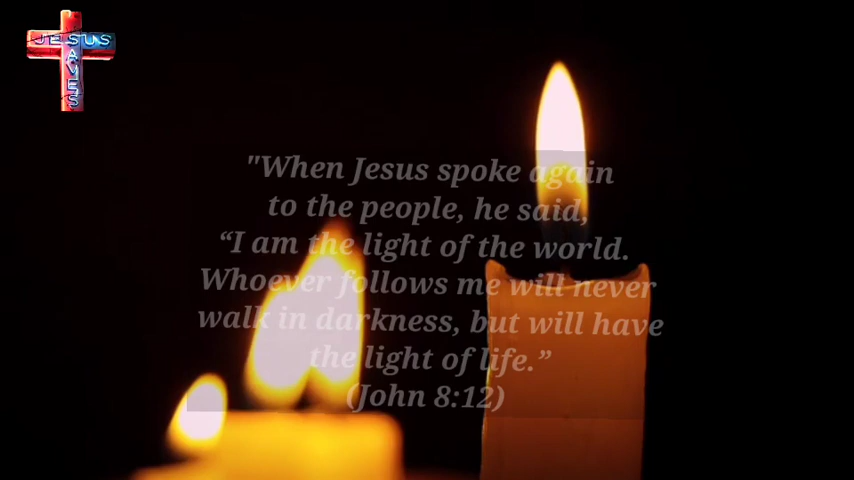 JESUS
SAVES
"When Jesus spoke again
to the people, he said,
“I am the light of the world.
Whoever follows me will never
walk in darkness, but will have
the light of life.”
(John 8:12)